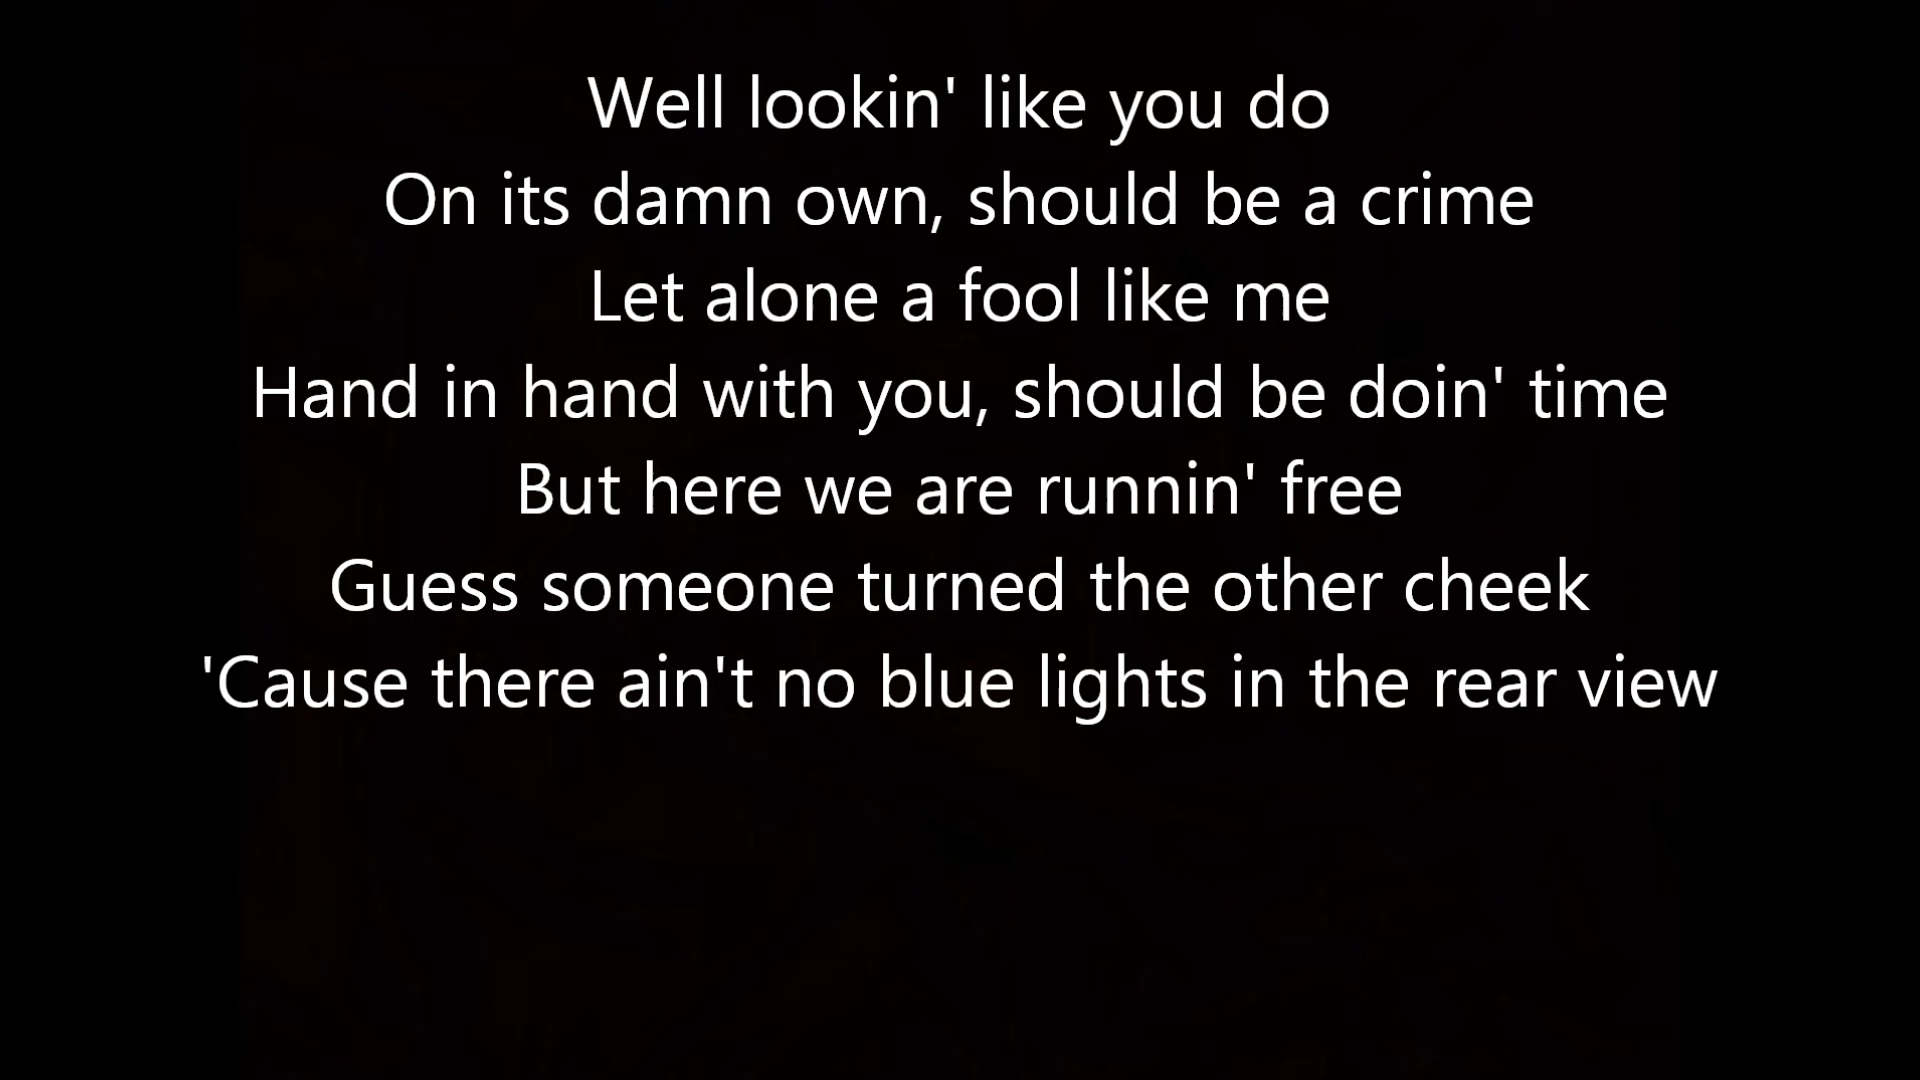 Well lookin' like you do
On its damn own, should be a crime
Let alone a fool like me
Hand in hand with you, should be doin' time
But here we are runnin' free
Guess someone turned the other cheek
'Cause there ain't no blue lights in the rear view